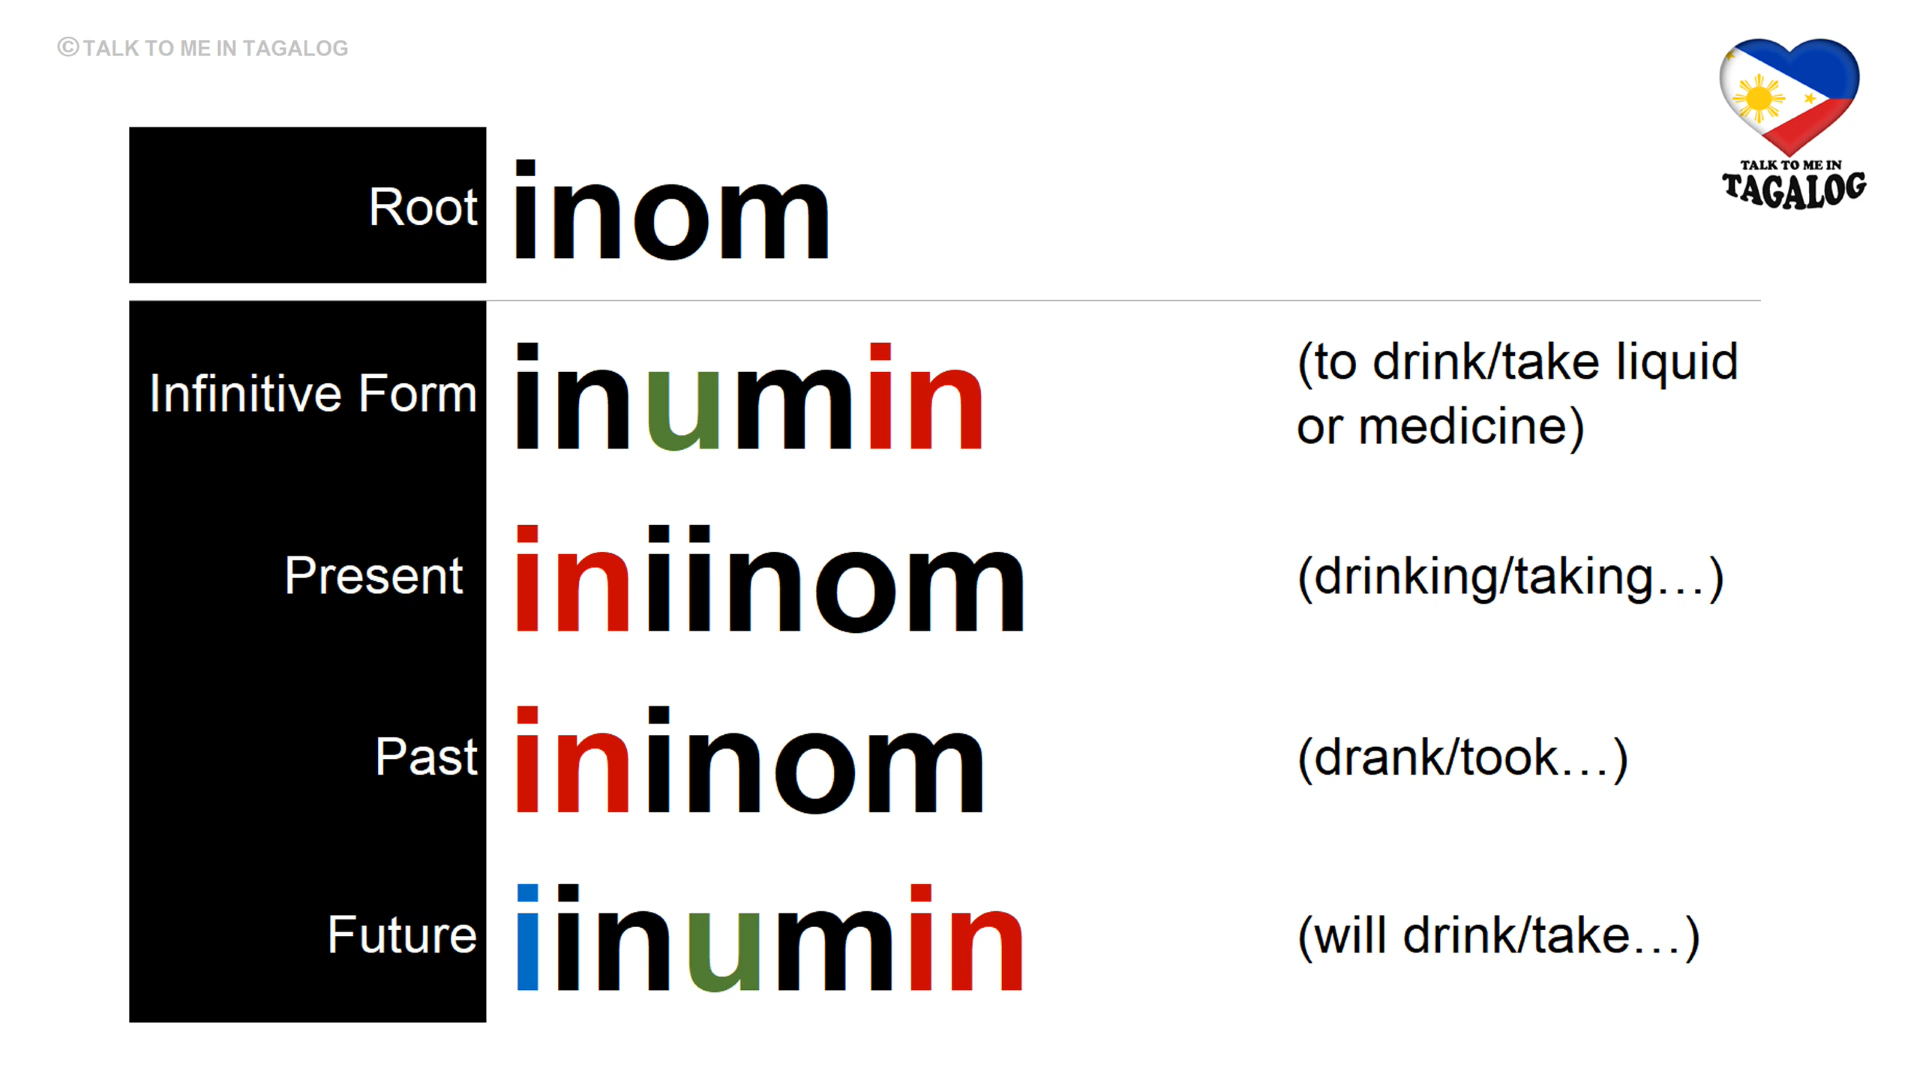 © TALK TO ME IN TAGALOG
TALK TO ME IN
TAGALOG
Root inom
Infinitive Form inumin (to drink/take liquid
or medicine)
Present iniinom (drinking/taking…)
Past ininom (drank/took…)
Future iinumin (will drink/take…)